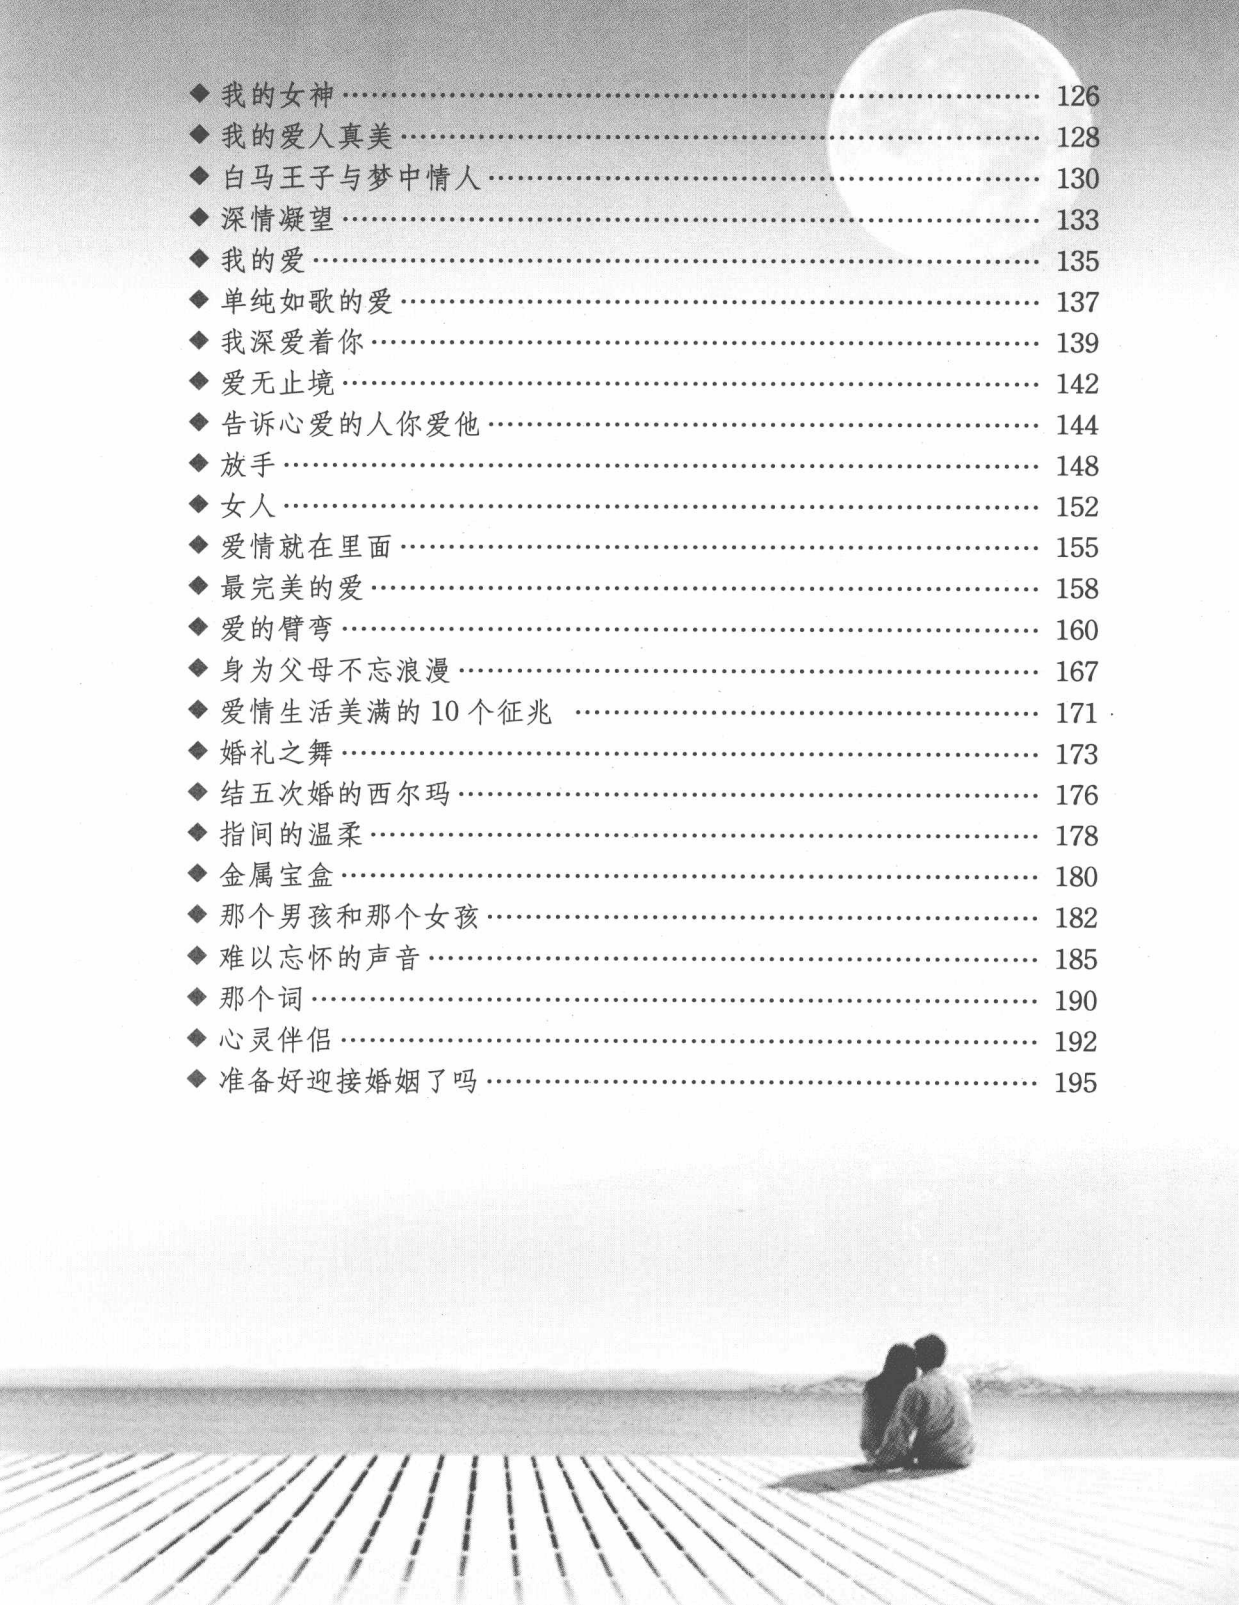 ◆ 我的女神 ………………………………… 126
◆ 我的爱人真美 ………………………………… 128
◆ 白马王子与梦中情人 ………………………………… 130
◆ 深情凝望 ………………………………… 133
◆ 我的爱 ………………………………… 135
◆ 单纯如歌的爱 ………………………………… 137
◆ 我深爱着你 ………………………………… 139
◆ 爱无止境 ………………………………… 142
◆ 告诉心爱的人你爱他 ………………………………… 144
◆ 放手 ………………………………… 148
◆ 女人 ………………………………… 152
◆ 爱情就在里面 ………………………………… 155
◆ 最完美的爱 ………………………………… 158
◆ 爱的臂弯 ………………………………… 160
◆ 身为父母不忘浪漫 ………………………………… 167
◆ 爱情生活美满的 10 个征兆 ………………………………… 171
◆ 婚礼之舞 ………………………………… 173
◆ 结五次婚的西尔玛 ………………………………… 176
◆ 指间的温柔 ………………………………… 178
◆ 金属宝盒 ………………………………… 180
◆ 那个男孩和那个女孩 ………………………………… 182
◆ 难以忘怀的声音 ………………………………… 185
◆ 那个词 ………………………………… 190
◆ 心灵伴侣 ………………………………… 192
◆ 准备好迎接婚姻了吗 ………………………………… 195